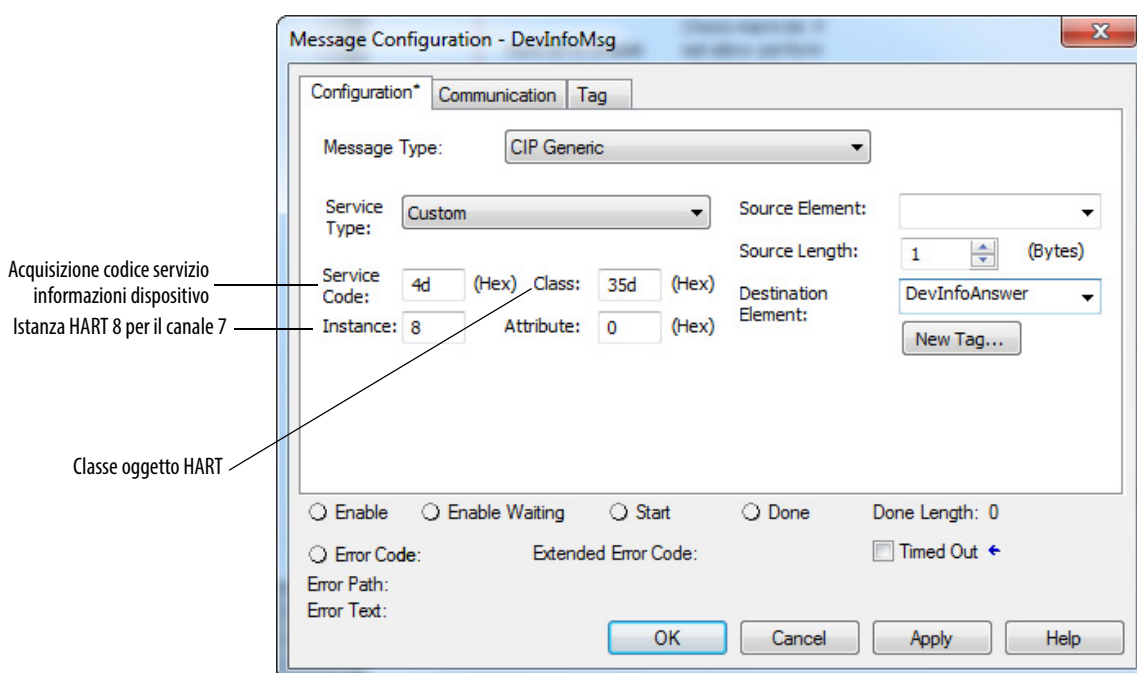 Message Configuration - DevInfoMsg
Configuration* Communication Tag
Message Type: CIP Generic
Service Type: Custom
Source Element:
Source Length: 1 (Bytes)
Acquisizione codice servizio
informazioni dispositivo
Service Code: 4d (Hex) Class: 35d (Hex)
Destination Element: DevInfoAnswer
Istanza HART 8 per il canale 7
Instance: 8 Attribute: 0 (Hex)
New Tag...
Classe oggetto HART
Enable Enable Waiting Start Done Done Length: 0
Error Code: Extended Error Code: Timed Out
Error Path:
Error Text:
OK Cancel Apply Help